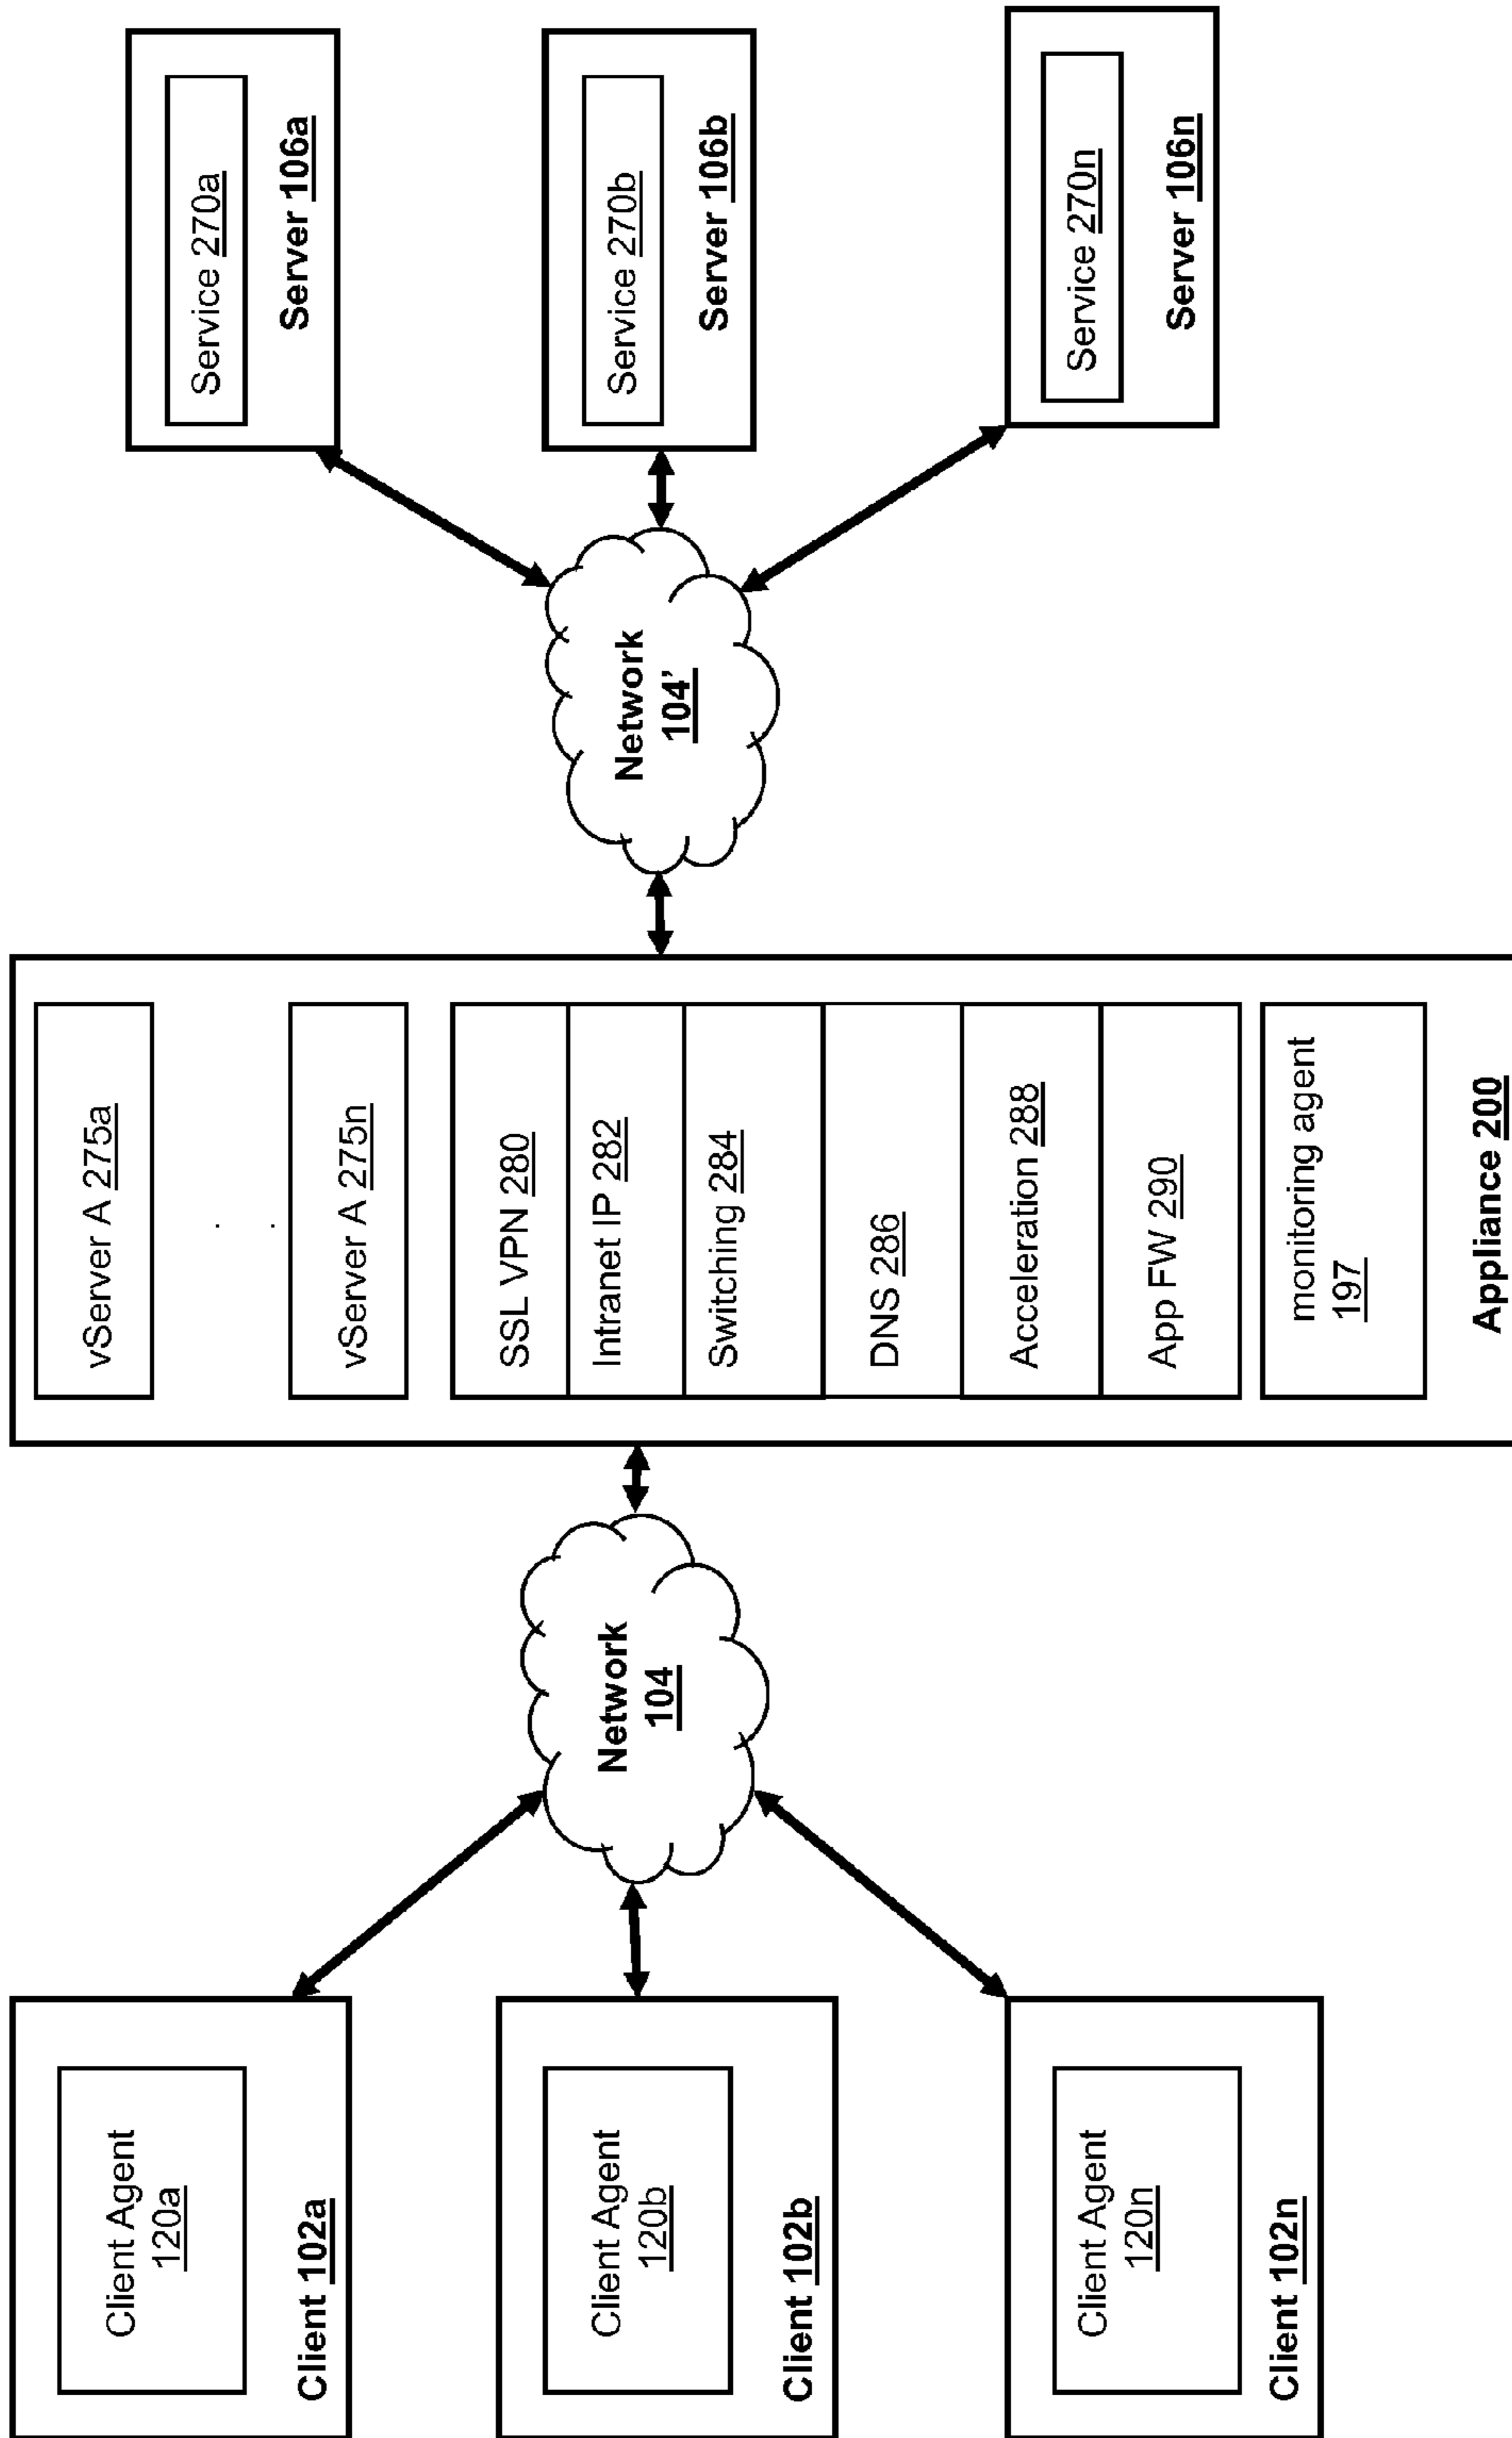 Client Agent
120a
Client 102a
Client Agent
120b
Client 102b
Client Agent
120n
Client 102n
Network
104
vServer A 275a
. .
vServer A 275n
SSL VPN 280
Intranet IP 282
Switching 284
DNS 286
Acceleration 288
App FW 290
monitoring agent
197
Appliance 200
Network
104’
Service 270a
Server 106a
Service 270b
Server 106b
Service 270n
Server 106n